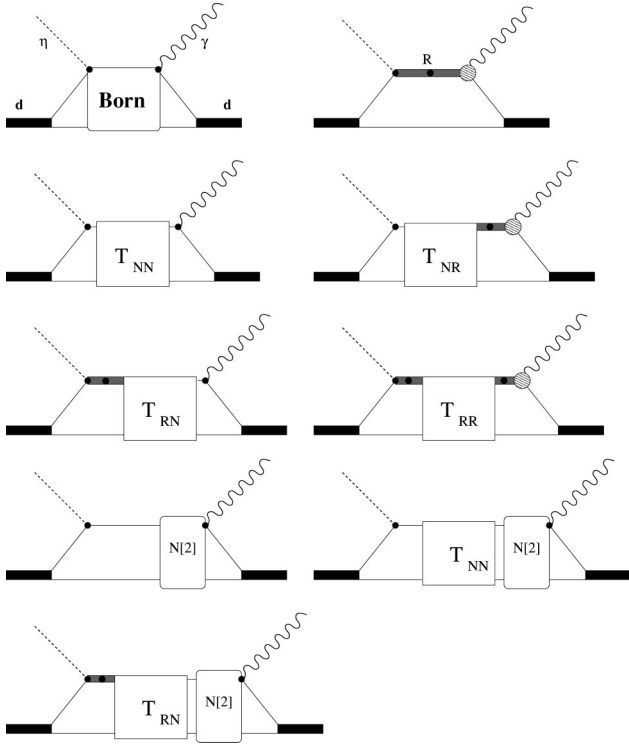 η γ
d Born d
R
T NN
T NR
T RN
T RR
N[2]
T NN N[2]
T RN N[2]